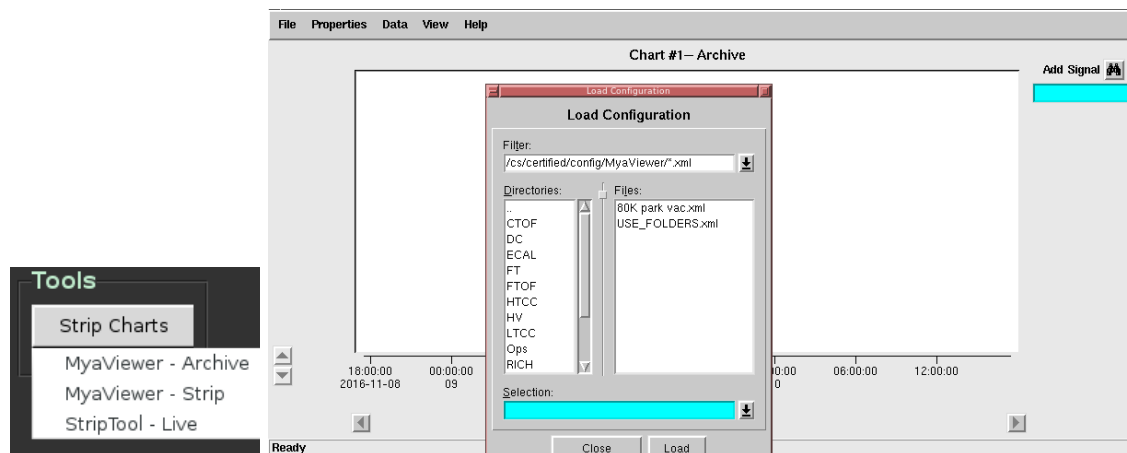 Tools
Strip Charts
MyaViewer - Archive
MyaViewer - Strip
StripTool - Live
File Properties Data View Help
Chart #1– Archive
Add Signal
Load Configuration
Load Configuration
Filter:
/cs/certified/config/MyaViewer/*.xml
Directories:
..
CTOF
DC
ECAL
FT
FTOF
HTCC
HV
LTCC
Ops
RICH
Files:
80K park vac.xml
USE_FOLDERS.xml
18:00:00 00:00:00 06:00:00 12:00:00
2016-11-08 09
Selection:
Close Load
Ready